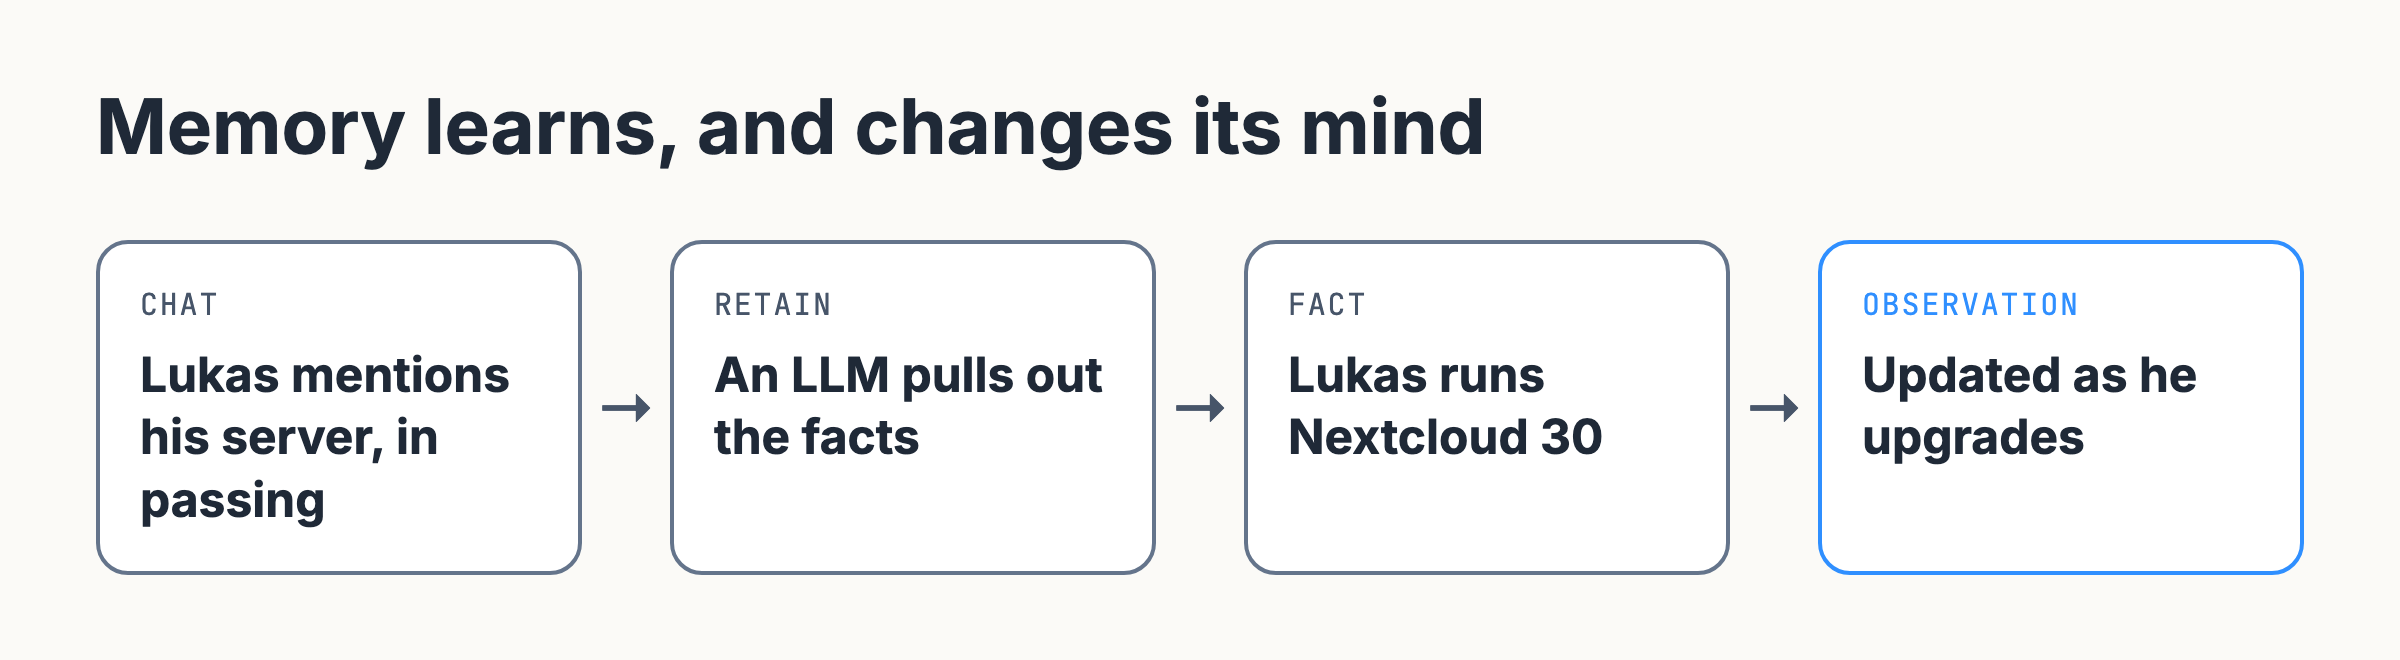 Memory learns, and changes its mind
CHAT
Lukas mentions
his server, in
passing
RETAIN
An LLM pulls out
the facts
FACT
Lukas runs
Nextcloud 30
OBSERVATION
Updated as he
upgrades